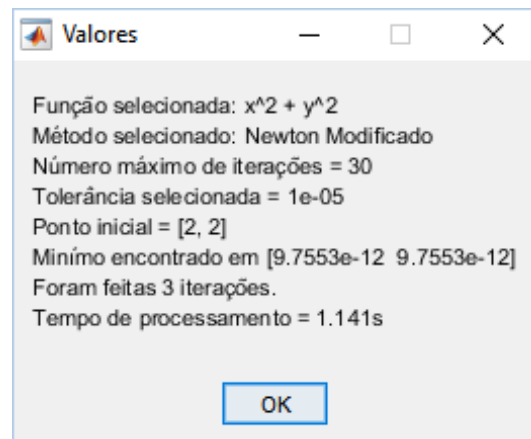 Valores
Função selecionada: x^2 + y^2
Método selecionado: Newton Modificado
Número máximo de iterações = 30
Tolerância selecionada = 1e-05
Ponto inicial = [2, 2]
Minímo encontrado em [9.7553e-12  9.7553e-12]
Foram feitas 3 iterações.
Tempo de processamento = 1.141s
OK